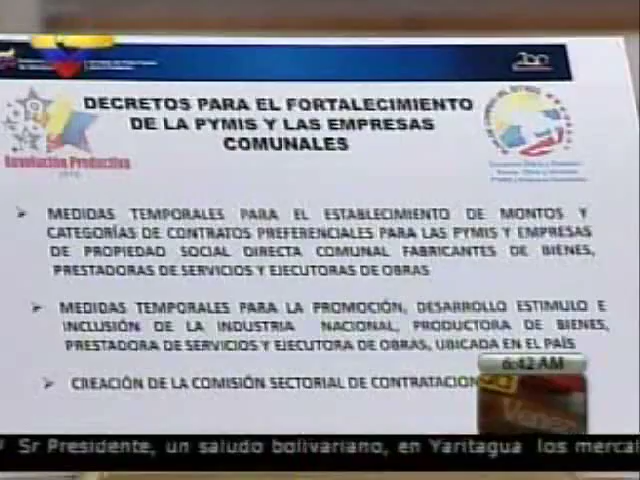 200
DECRETOS PARA EL FORTALECIMIENTO
DE LA PYMIS Y LAS EMPRESAS
COMUNALES
Revolución Productiva
MEDIDAS TEMPORALES PARA EL ESTABLECIMIENTO DE MONTOS Y
CATEGORÍAS DE CONTRATOS PREFERENCIALES PARA LAS PYMIS Y EMPRESAS
DE PROPIEDAD SOCIAL DIRECTA COMUNAL FABRICANTES DE BIENES,
PRESTADORAS DE SERVICIOS Y EJECUTORAS DE OBRAS
MEDIDAS TEMPORALES PARA LA PROMOCIÓN, DESARROLLO ESTIMULO E
INCLUSIÓN DE LA INDUSTRIA NACIONAL, PRODUCTORA DE BIENES,
PRESTADORA DE SERVICIOS Y EJECUTORA DE OBRAS, UBICADA EN EL PAÍS
6:42 AM
CREACIÓN DE LA COMISIÓN SECTORIAL DE CONTRATACION
Sr Presidente, un saludo bolivariano, en Yaritagua los mercal